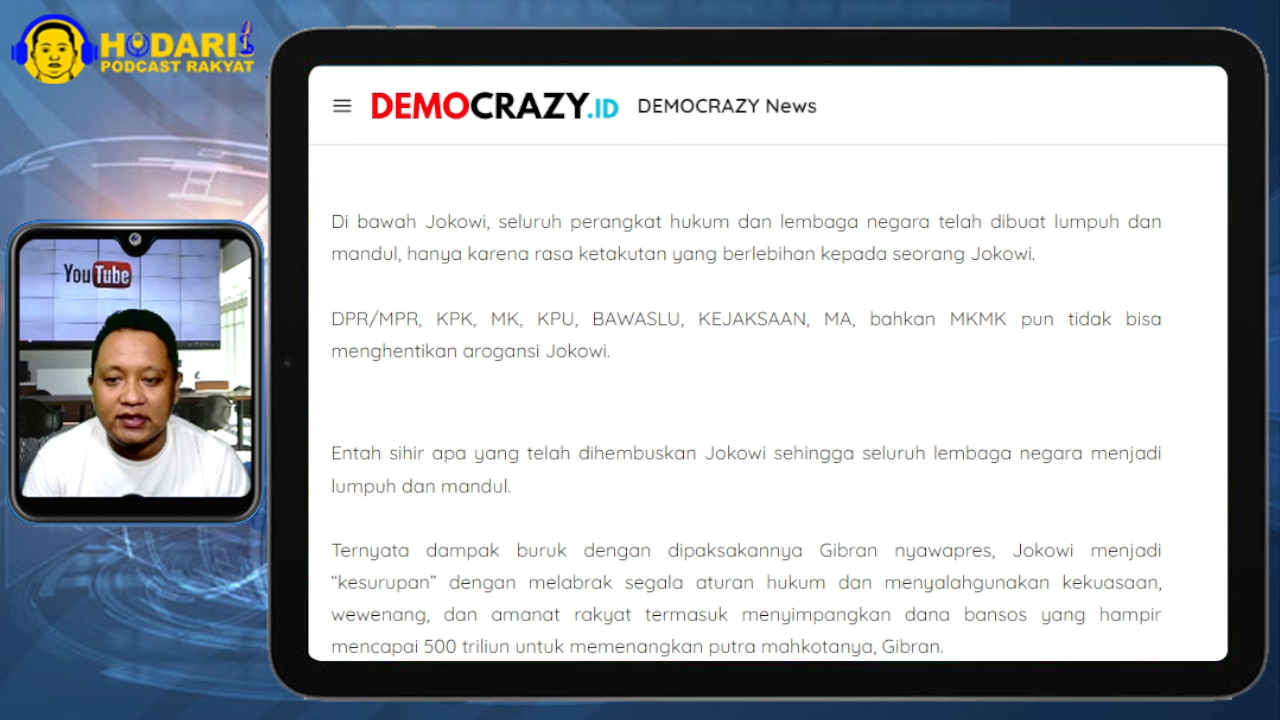 HODARI
PODCAST RAKYAT
YouTube
DEMOCRAZY.ID DEMOCRAZY News
Di bawah Jokowi, seluruh perangkat hukum dan lembaga negara telah dibuat lumpuh dan
mandul, hanya karena rasa ketakutan yang berlebihan kepada seorang Jokowi.
DPR/MPR, KPK, MK, KPU, BAWASLU, KEJAKSAAN, MA, bahkan MKMK pun tidak bisa
menghentikan arogansi Jokowi.
Entah sihir apa yang telah dihembuskan Jokowi sehingga seluruh lembaga negara menjadi
lumpuh dan mandul.
Ternyata dampak buruk dengan dipaksakannya Gibran nyawapres, Jokowi menjadi
“kesurupan” dengan melabrak segala aturan hukum dan menyalahgunakan kekuasaan,
wewenang, dan amanat rakyat termasuk menyimpangkan dana bansos yang hampir
mencapai 500 triliun untuk memenangkan putra mahkotanya, Gibran.